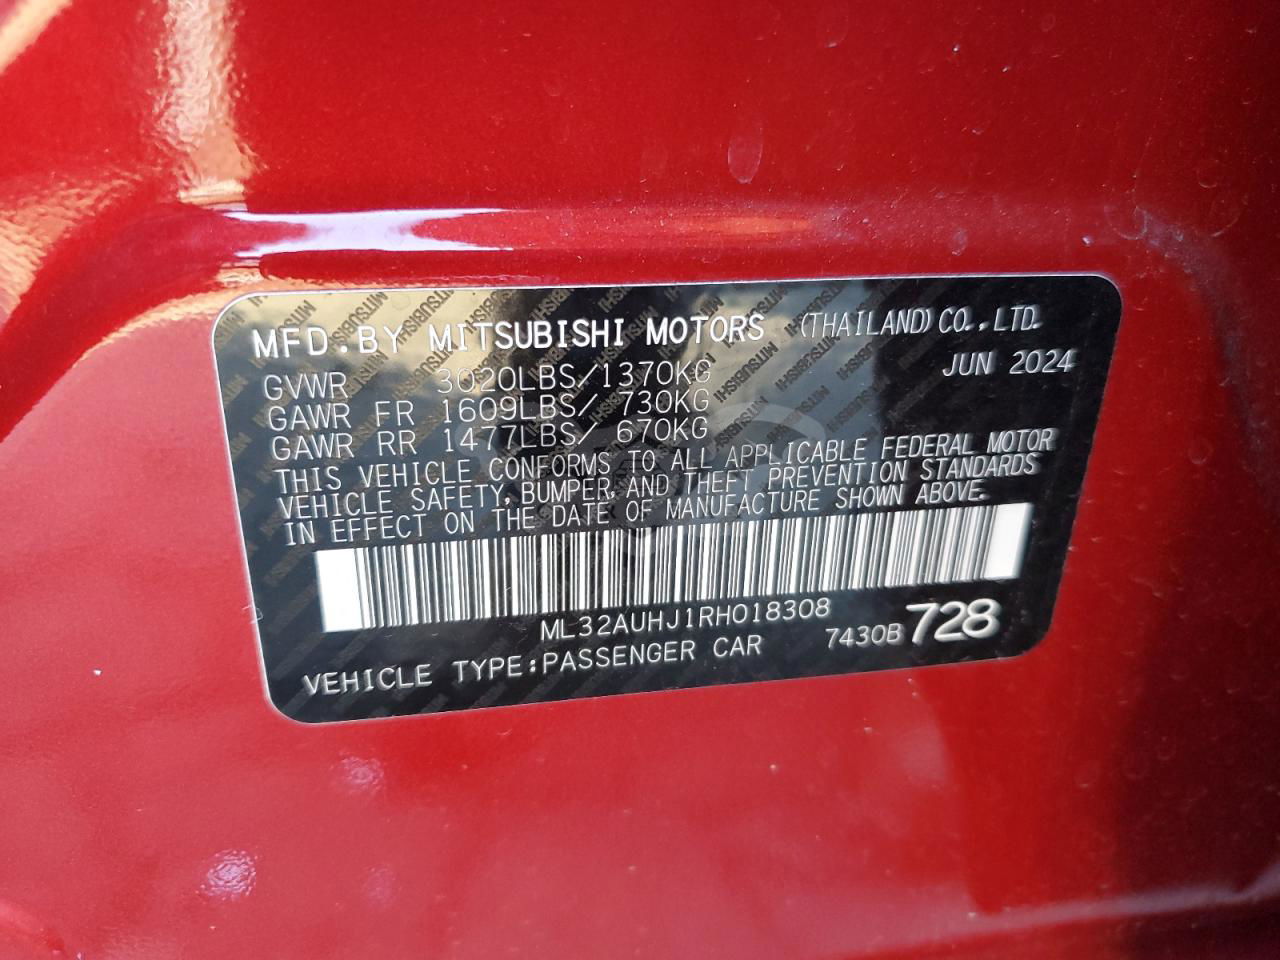 MFD.BY MITSUBISHI MOTORS (THAILAND) CO.,LTD.
JUN 2024
GVWR 3020LBS/1370KG
GAWR FR 1609LBS/ 730KG
GAWR RR 1477LBS/ 670KG
THIS VEHICLE CONFORMS TO ALL APPLICABLE FEDERAL MOTOR
VEHICLE SAFETY, BUMPER, AND THEFT PREVENTION STANDARDS
IN EFFECT ON THE DATE OF MANUFACTURE SHOWN ABOVE.
ML32AUHJ1RH018308
7430B 728
VEHICLE TYPE:PASSENGER CAR